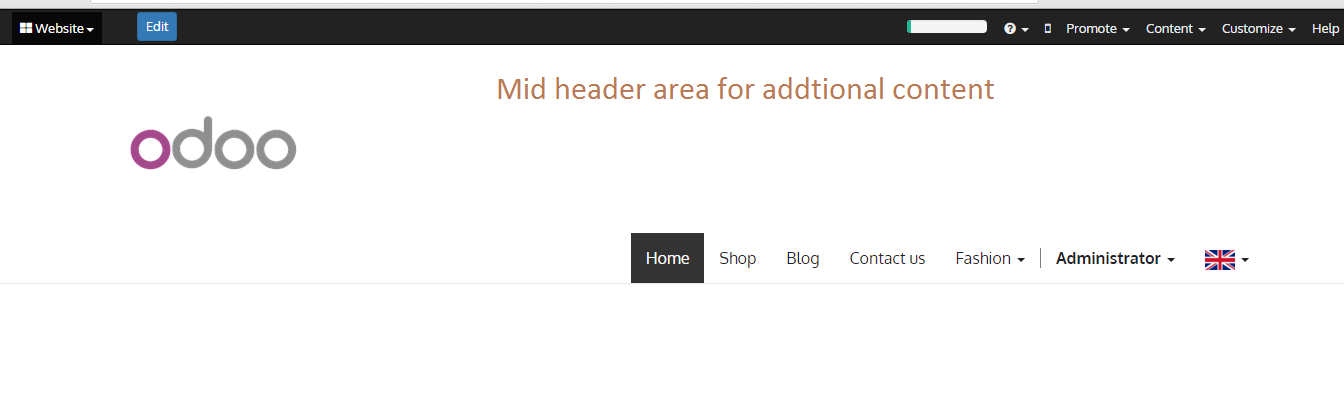 Website Edit Promote Content Customize Help
Mid header area for addtional content
odoo
Home Shop Blog Contact us Fashion Administrator